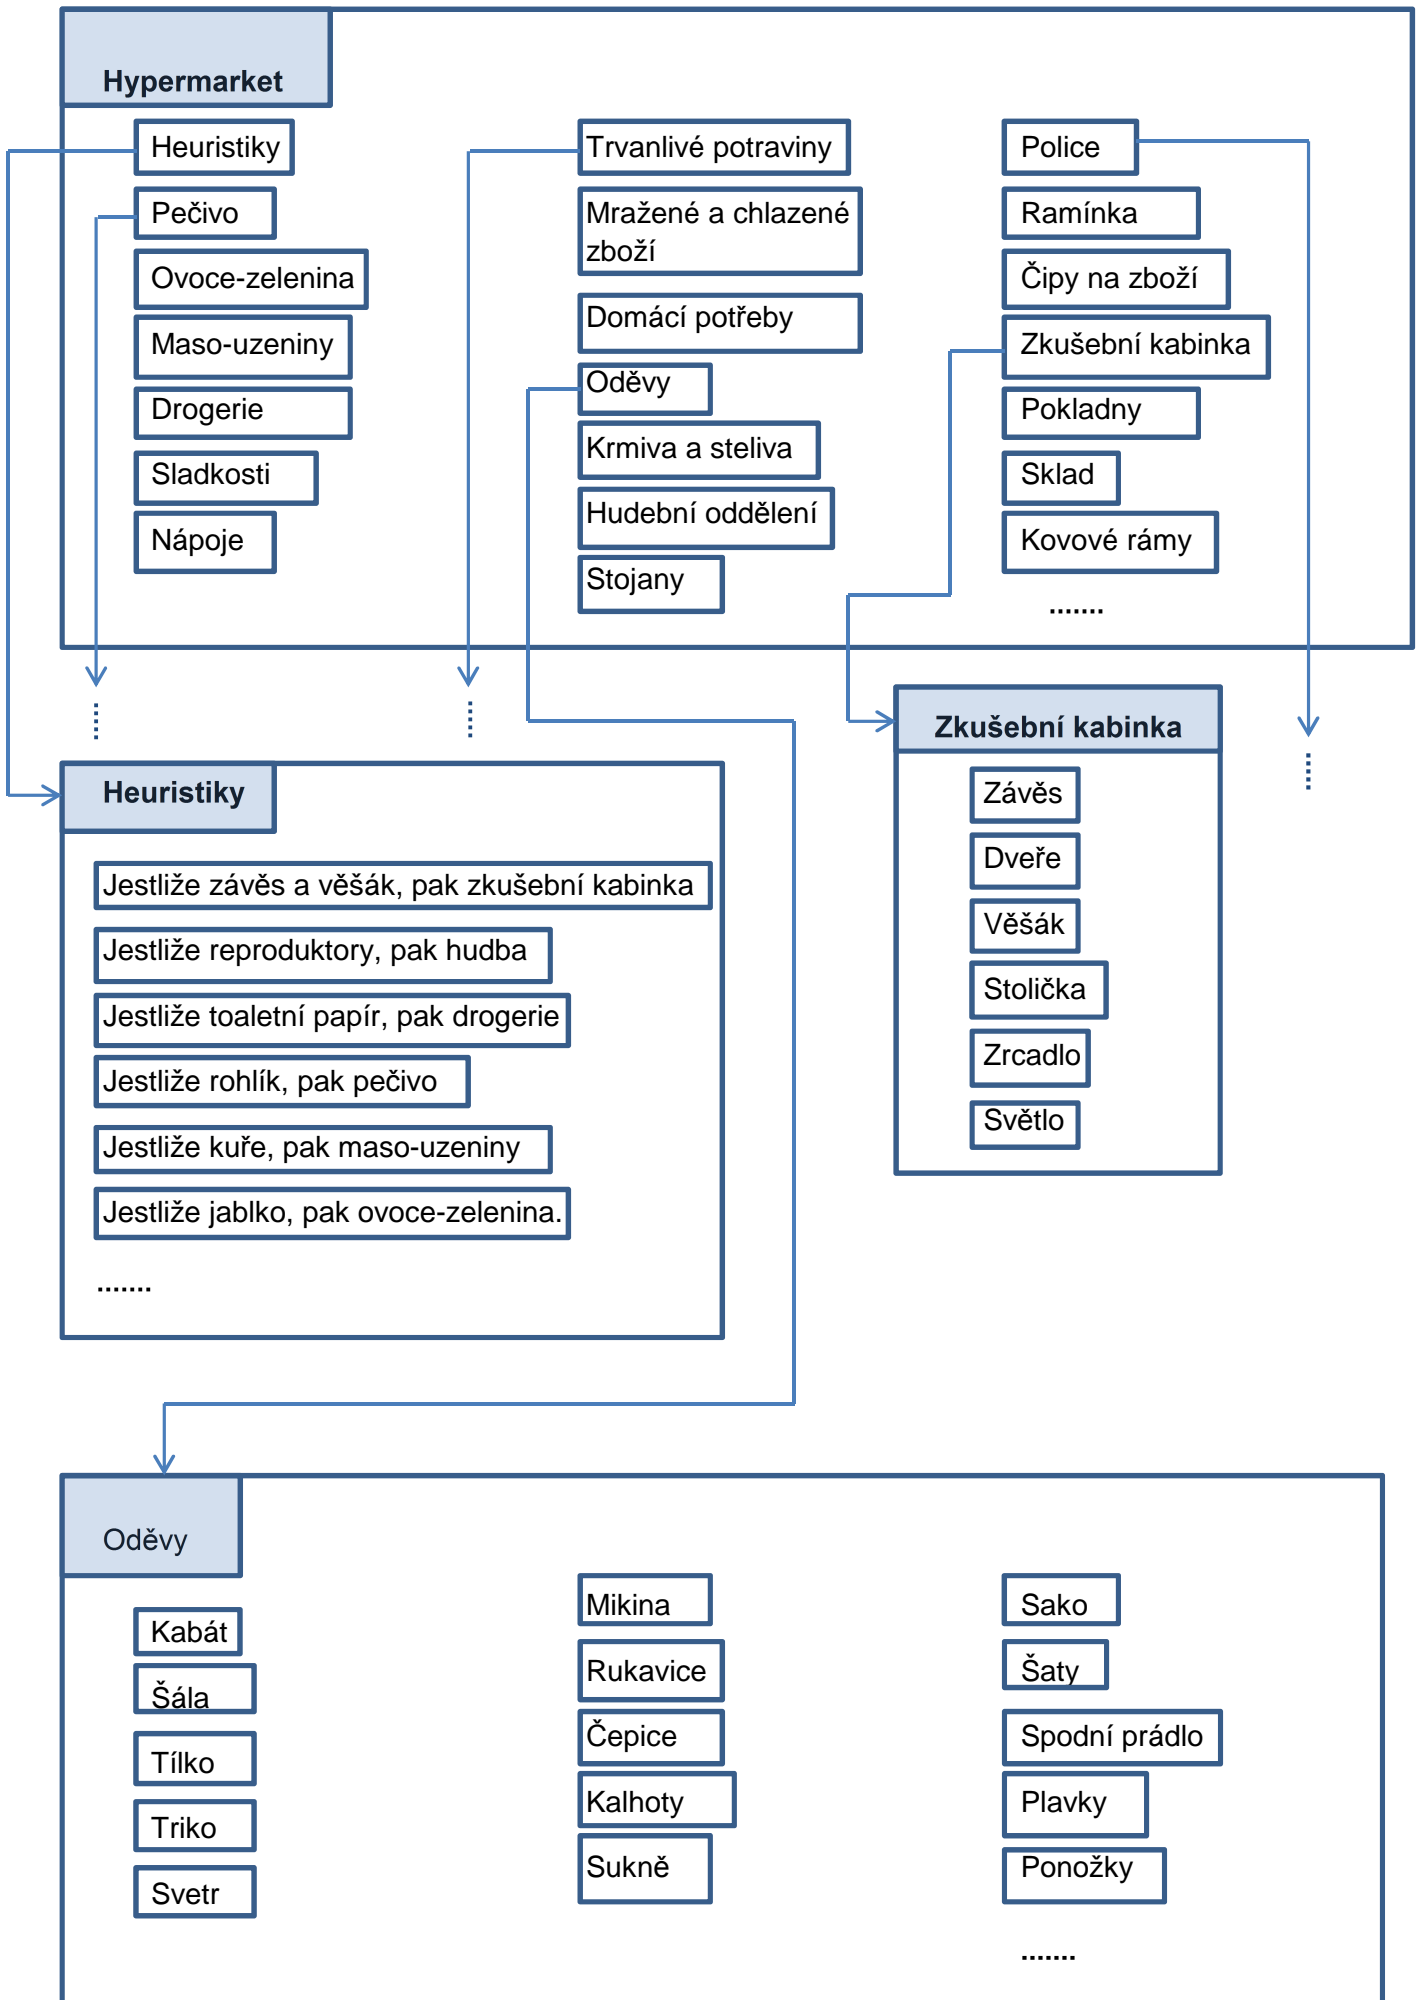 Hypermarket
Heuristiky
Pečivo
Ovoce-zelenina
Maso-uzeniny
Drogerie
Sladkosti
Nápoje
Trvanlivé potraviny
Mražené a chlazené
zboží
Domácí potřeby
Oděvy
Krmiva a steliva
Hudební oddělení
Stojany
Police
Ramínka
Čipy na zboží
Zkušební kabinka
Pokladny
Sklad
Kovové rámy
.......
Heuristiky
Jestliže závěs a věšák, pak zkušební kabinka
Jestliže reproduktory, pak hudba
Jestliže toaletní papír, pak drogerie
Jestliže rohlík, pak pečivo
Jestliže kuře, pak maso-uzeniny
Jestliže jablko, pak ovoce-zelenina.
.......
Zkušební kabinka
Závěs
Dveře
Věšák
Stolička
Zrcadlo
Světlo
Oděvy
Kabát
Šála
Tílko
Triko
Svetr
Mikina
Rukavice
Čepice
Kalhoty
Sukně
Sako
Šaty
Spodní prádlo
Plavky
Ponožky
.......